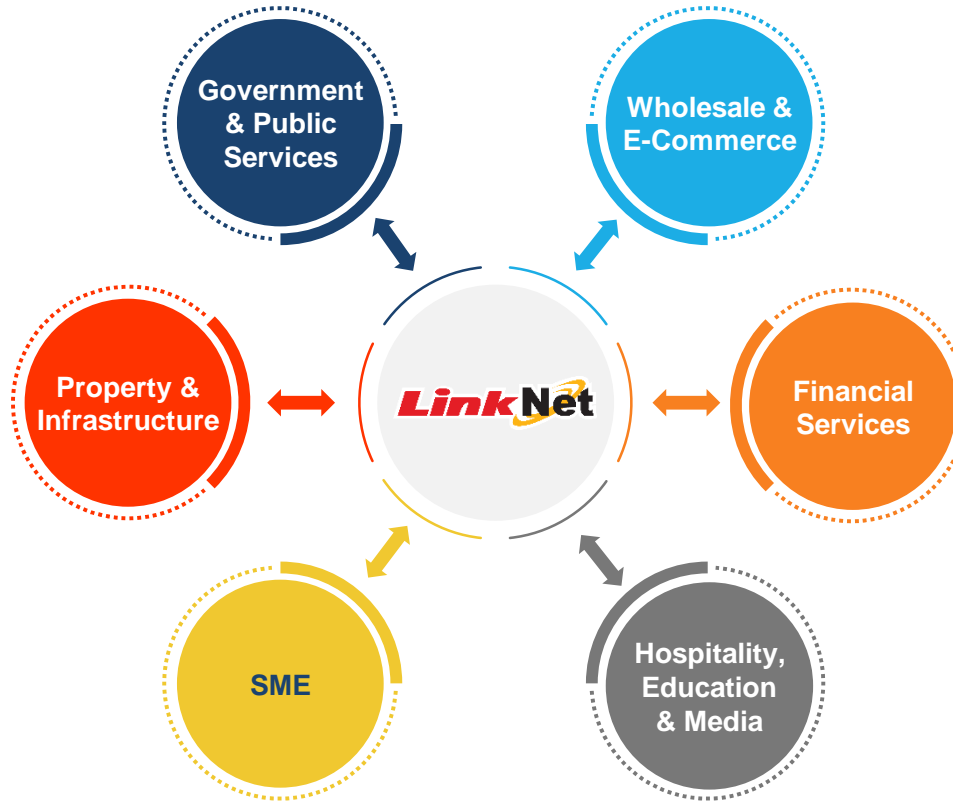 Government
& Public
Services
Wholesale &
E-Commerce
Property &
Infrastructure
LinkNet
Financial
Services
SME
Hospitality,
Education
& Media